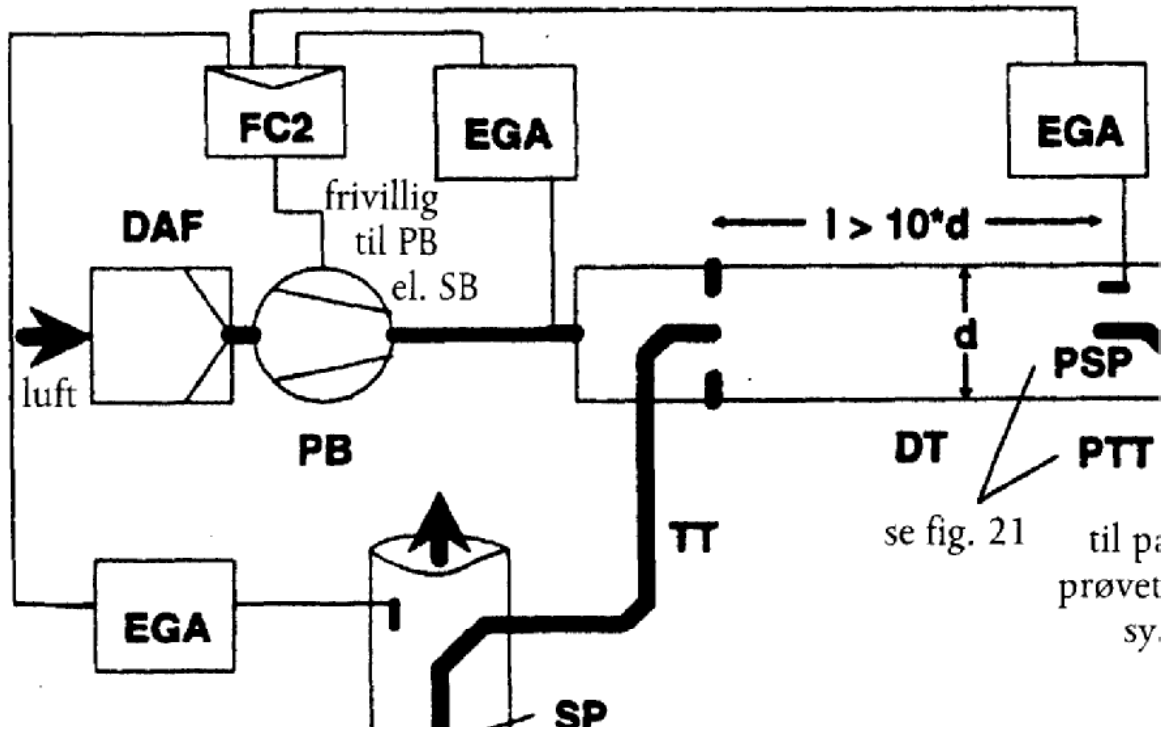 FC2
EGA
EGA
frivillig
til PB
el. SB
DAF
l > 10*d
luft
d
PSP
PB
DT
PTT
se fig. 21
TT
til
EGA
SP